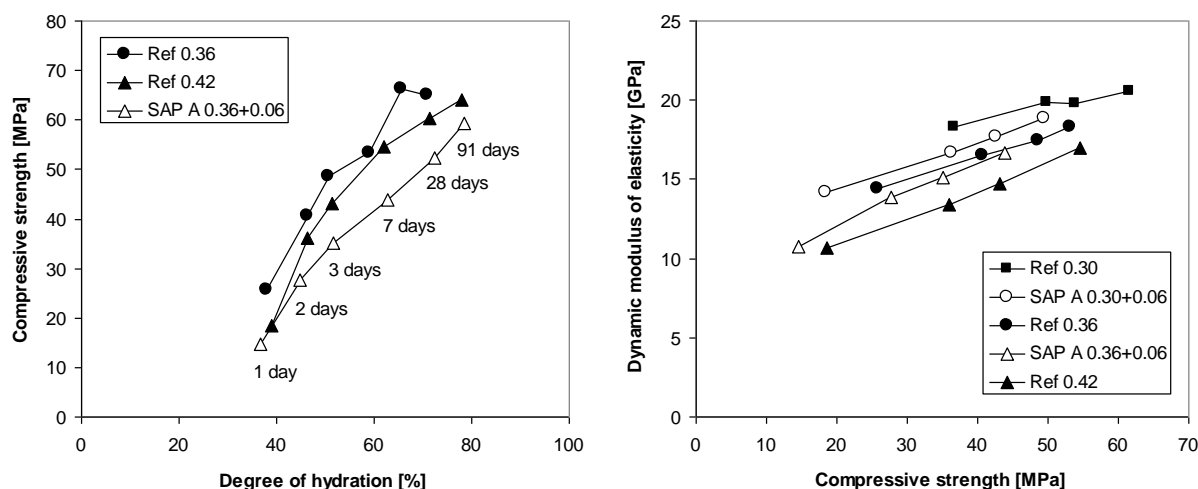 80
70
60
50
40
30
20
10
0
Compressive strength [MPa]
Ref 0.36
Ref 0.42
SAP A 0.36+0.06
91 days
28 days
7 days
3 days
2 days
1 day
0 20 40 60 80 100
Degree of hydration [%]
25
20
15
10
5
0
Dynamic modulus of elasticity [GPa]
Ref 0.30
SAP A 0.30+0.06
Ref 0.36
SAP A 0.36+0.06
Ref 0.42
0 10 20 30 40 50 60 70
Compressive strength [MPa]